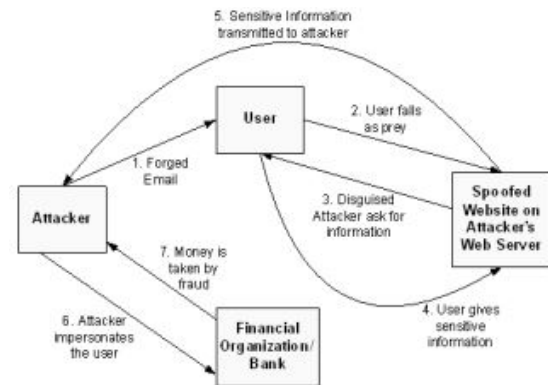 5. Sensitive Information
transmitted to attacker
User
2. User falls
as prey
1. Forged
Email
3. Disguised
Attacker ask for
information
Spoofed
Website on
Attacker's
Web Server
Attacker
7. Money is
taken by
fraud
4. User gives
sensitive
information
6. Attacker
impersonates
the user
Financial
Organization/
Bank